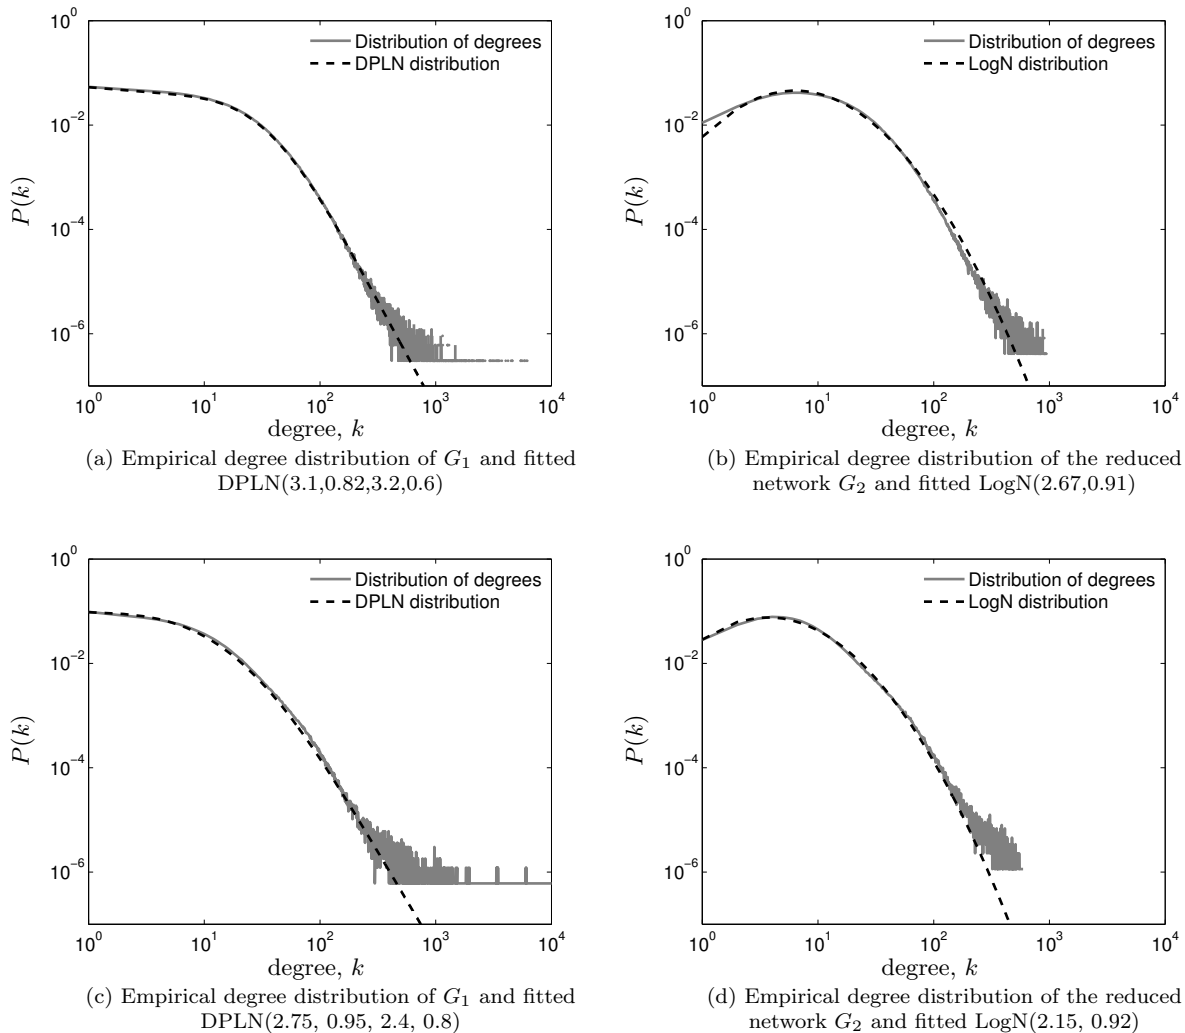 10^0
Distribution of degrees
DPLN distribution
10^-2
P(k)
10^-4
10^-6
10^0 10^1 10^2 10^3 10^4
degree, k
(a) Empirical degree distribution of G_1 and fitted
DPLN(3.1,0.82,3.2,0.6)
10^0
Distribution of degrees
LogN distribution
10^-2
P(k)
10^-4
10^-6
10^0 10^1 10^2 10^3 10^4
degree, k
(b) Empirical degree distribution of the reduced
network G_2 and fitted LogN(2.67,0.91)
10^0
Distribution of degrees
DPLN distribution
10^-2
P(k)
10^-4
10^-6
10^0 10^1 10^2 10^3 10^4
degree, k
(c) Empirical degree distribution of G_1 and fitted
DPLN(2.75, 0.95, 2.4, 0.8)
10^0
Distribution of degrees
LogN distribution
10^-2
P(k)
10^-4
10^-6
10^0 10^1 10^2 10^3 10^4
degree, k
(d) Empirical degree distribution of the reduced
network G_2 and fitted LogN(2.15, 0.92)